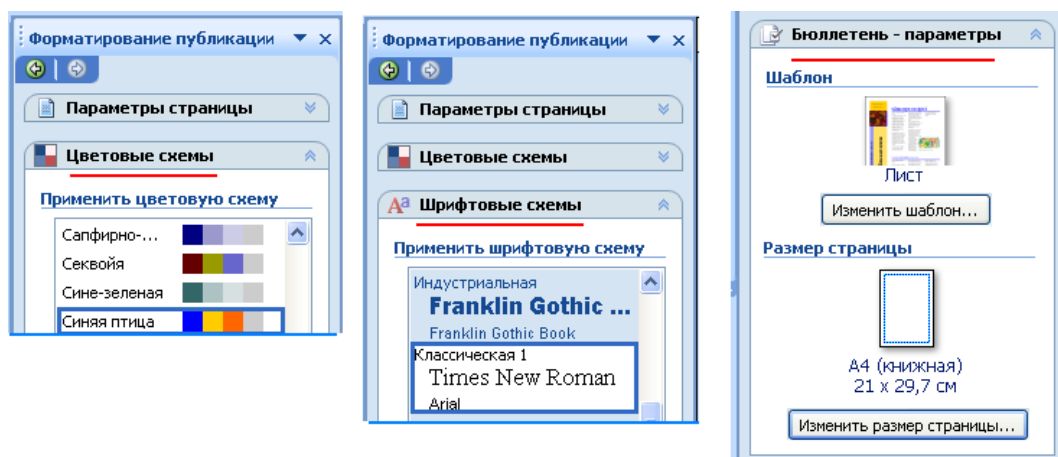 Форматирование публикации
Параметры страницы
Цветовые схемы
Применить цветовую схему
Сапфирно-...
Секвойя
Сине-зеленая
Синяя птица
Форматирование публикации
Параметры страницы
Цветовые схемы
Шрифтовые схемы
Применить шрифтовую схему
Индустриальная
Franklin Gothic ...
Franklin Gothic Book
Классическая 1
Times New Roman
Arial
Бюллетень - параметры
Шаблон
Лист
Изменить шаблон...
Размер страницы
A4 (книжная)
21 x 29,7 см
Изменить размер страницы...